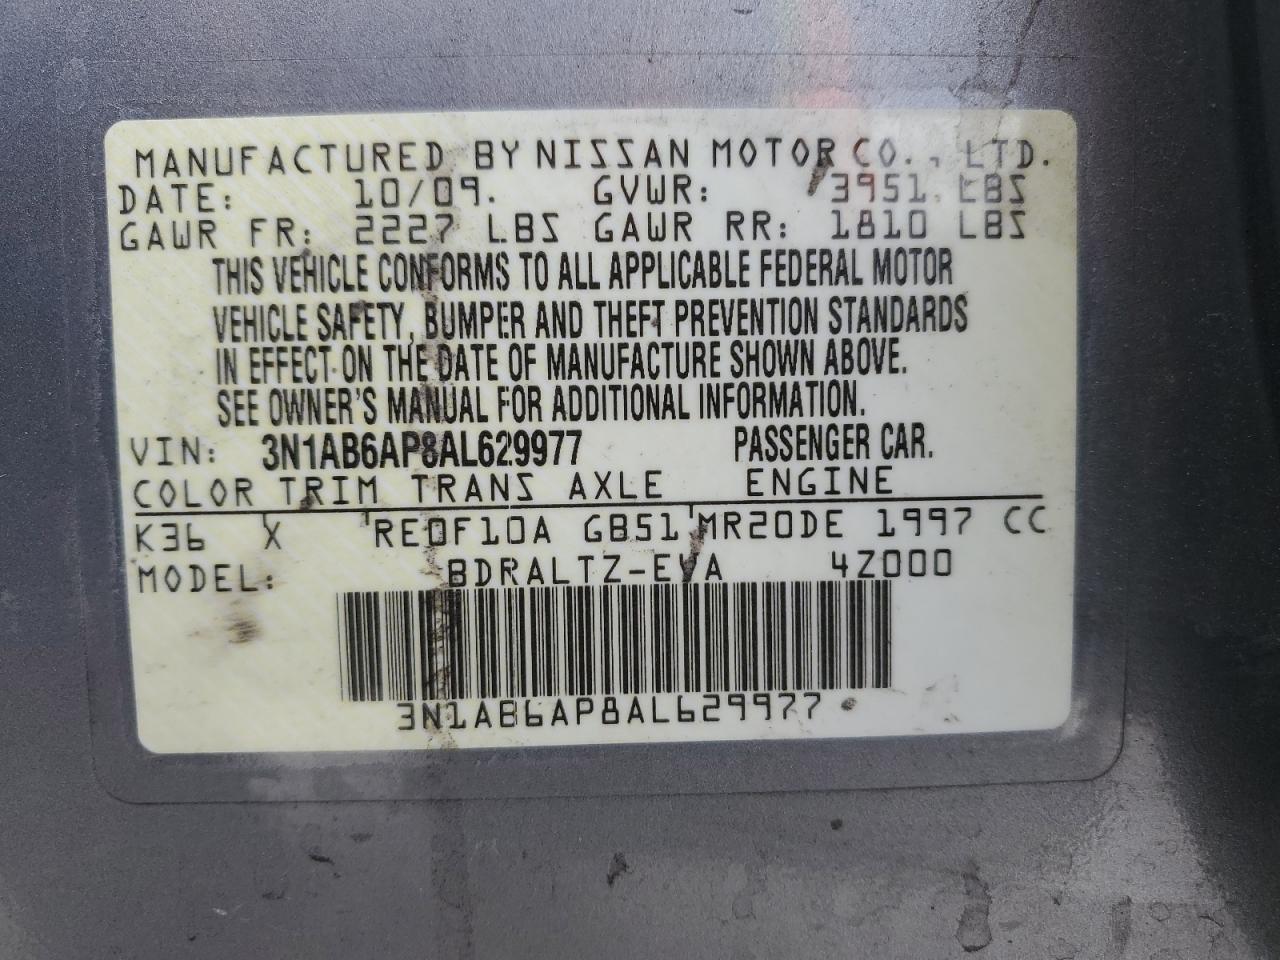 MANUFACTURED BY NISSAN MOTOR CO., LTD.
DATE: 10/09. GVWR: 3951 LBS
GAWR FR: 2227 LBS GAWR RR: 1810 LBS
THIS VEHICLE CONFORMS TO ALL APPLICABLE FEDERAL MOTOR
VEHICLE SAFETY, BUMPER AND THEFT PREVENTION STANDARDS
IN EFFECT ON THE DATE OF MANUFACTURE SHOWN ABOVE.
SEE OWNER'S MANUAL FOR ADDITIONAL INFORMATION.
VIN: 3N1AB6AP8AL629977 PASSENGER CAR.
COLOR TRIM TRANS AXLE ENGINE
K36 X RE0F10A GB51 MR20DE 1997 CC
MODEL: BDRALTZ-EVA 4Z000
3N1AB6AP8AL629977